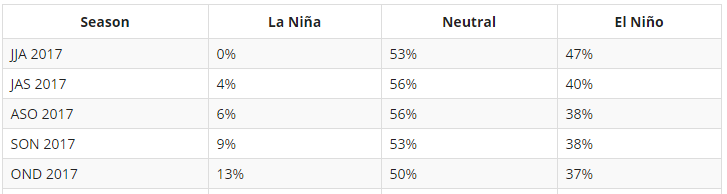 Season La Niña Neutral El Niño
JJA 2017 0% 53% 47%
JAS 2017 4% 56% 40%
ASO 2017 6% 56% 38%
SON 2017 9% 53% 38%
OND 2017 13% 50% 37%